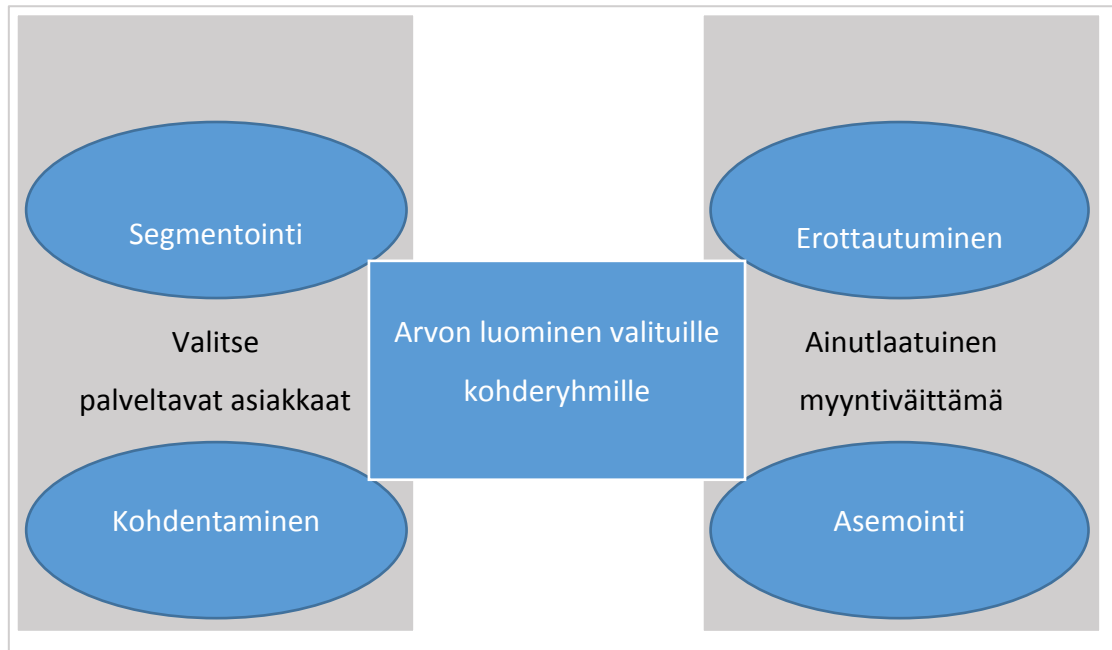 Segmentointi
Valitse
palveltavat asiakkaat
Kohdentaminen
Arvon luominen valituille
kohderyhmille
Erottautuminen
Ainutlaatuinen
myyntiväittämä
Asemointi